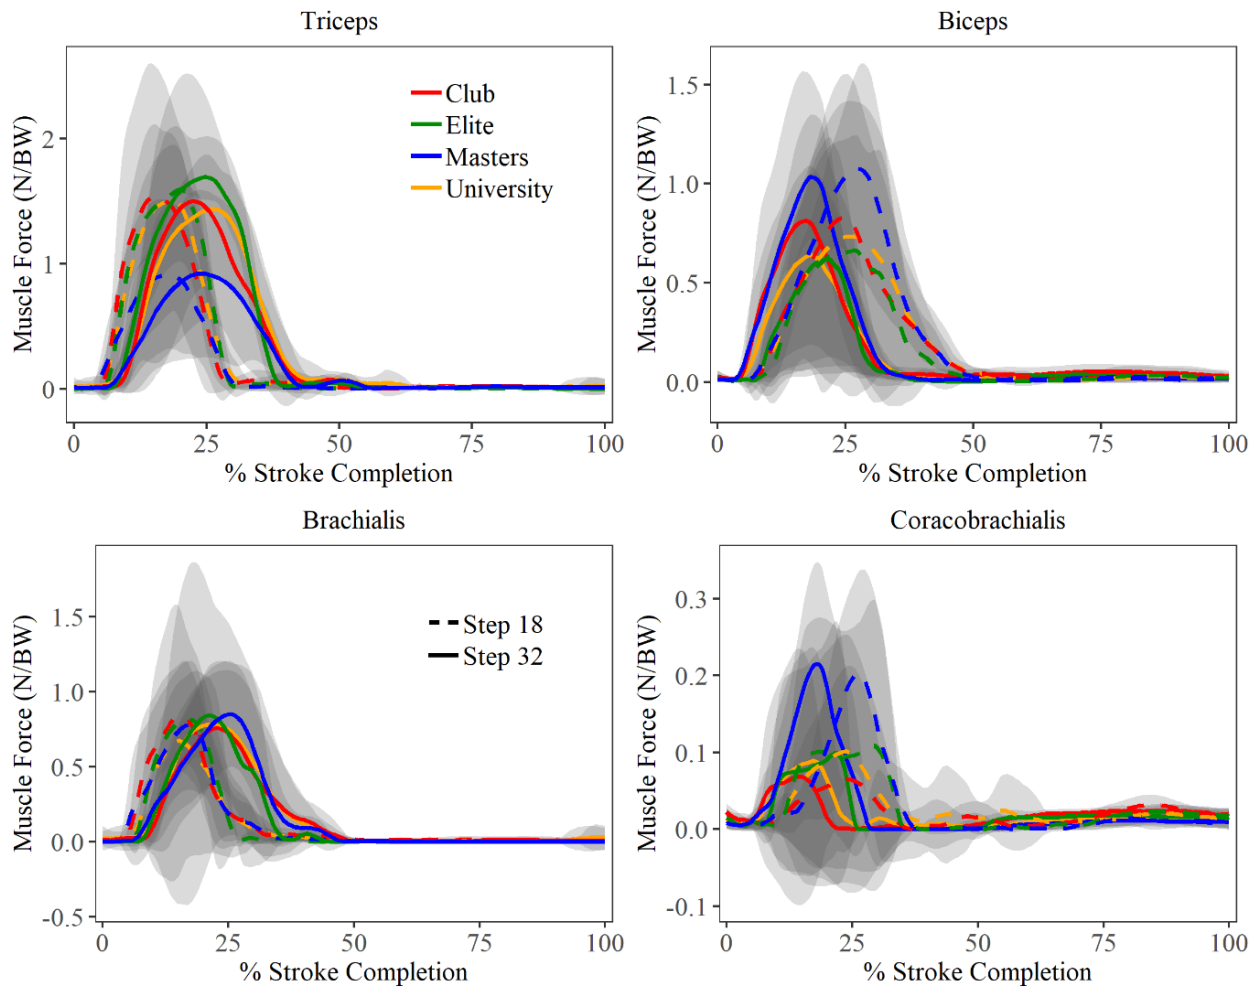 Triceps
Muscle Force (N/BW)
2
1
0
0 25 50 75 100
% Stroke Completion
Club
Elite
Masters
University
Biceps
Muscle Force (N/BW)
1.5
1.0
0.5
0.0
0 25 50 75 100
% Stroke Completion
Brachialis
Muscle Force (N/BW)
1.5
1.0
0.5
0.0
-0.5
0 25 50 75 100
% Stroke Completion
Step 18
Step 32
Coracobrachialis
Muscle Force (N/BW)
0.3
0.2
0.1
0.0
-0.1
0 25 50 75 100
% Stroke Completion